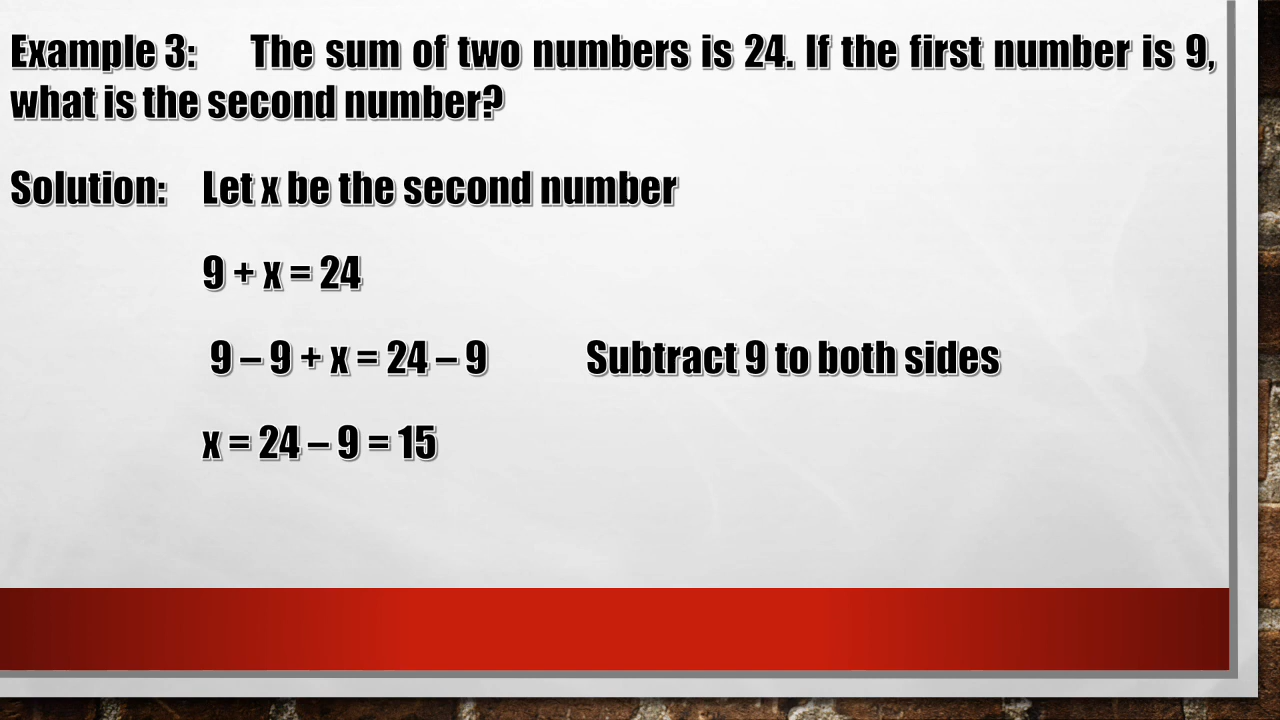 Example 3: The sum of two numbers is 24. If the first number is 9,
what is the second number?
Solution: Let x be the second number
9 + x = 24
9 – 9 + x = 24 – 9 Subtract 9 to both sides
x = 24 – 9 = 15